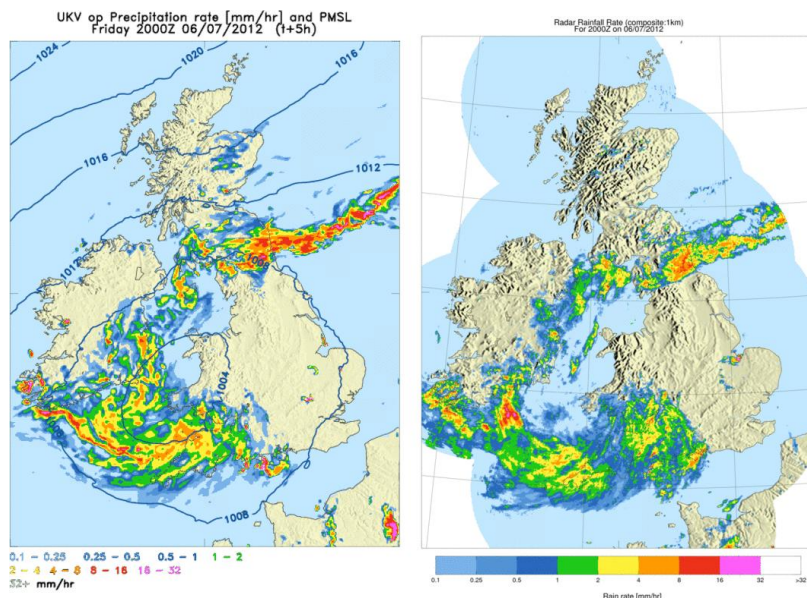 UKV op Precipitation rate [mm/hr] and PMSL
Friday 2000Z 06/07/2012 (t+5h)
1024
1020
1016
1016
1012
1012
1004
1008
0.1 - 0.25 0.25 - 0.5 0.5 - 1 1 - 2
2 - 4 4 - 8 8 - 16 16 - 32
32+ mm/hr
Radar Rainfall Rate (composite:1km)
For 2000Z on 06/07/2012
0.1 0.25 0.5 1 2 4 8 16 32 >32
Rain rate [mm/hr]